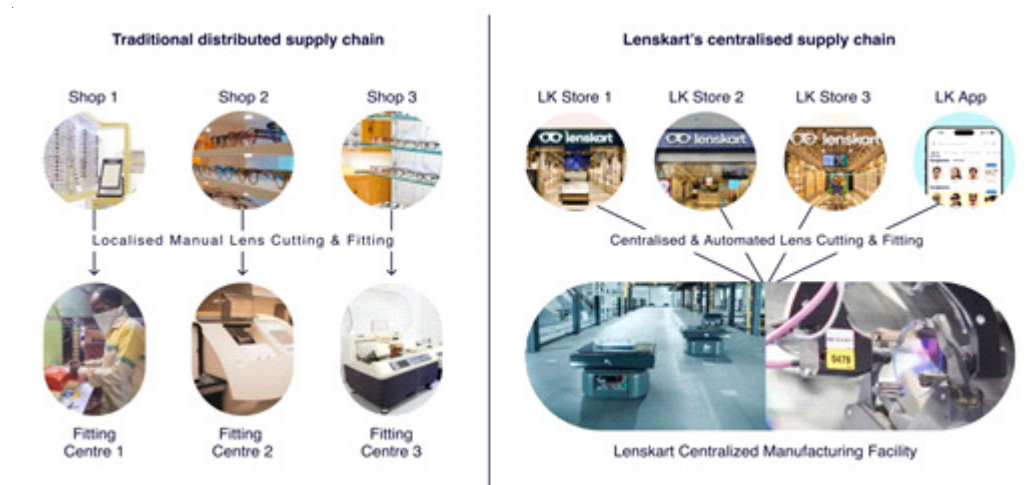 Traditional distributed supply chain
Shop 1
Shop 2
Shop 3
Localised Manual Lens Cutting & Fitting
Fitting
Centre 1
Fitting
Centre 2
Fitting
Centre 3
Lenskart's centralised supply chain
LK Store 1
LK Store 2
LK Store 3
LK App
lenskart
lenskart
lenskart
Centralised & Automated Lens Cutting & Fitting
0479
Lenskart Centralized Manufacturing Facility